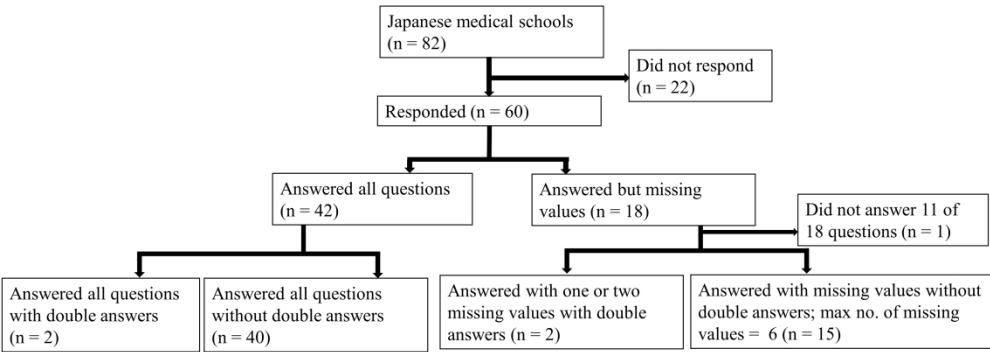 Japanese medical schools
(n = 82)
Did not respond
(n = 22)
Responded (n = 60)
Answered all questions
(n = 42)
Answered but missing
values (n = 18)
Did not answer 11 of
18 questions (n = 1)
Answered all questions
with double answers
(n = 2)
Answered all questions
without double answers
(n = 40)
Answered with one or two
missing values with double
answers (n = 2)
Answered with missing values without
double answers; max no. of missing
values =  6 (n = 15)